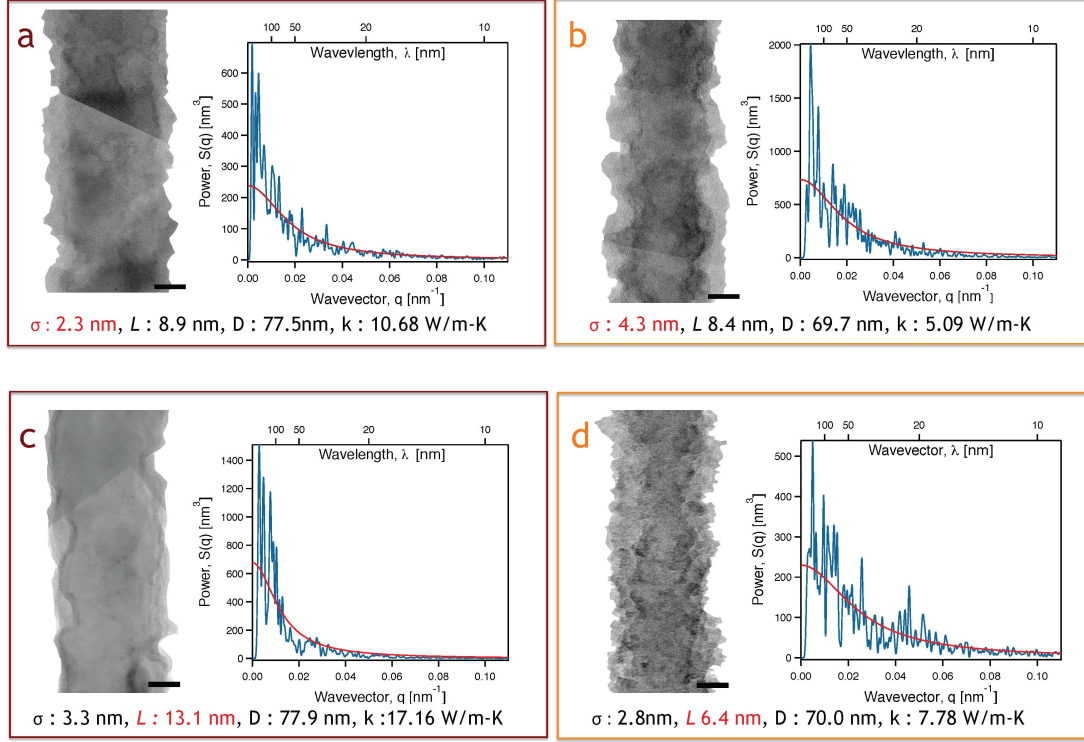 a
100 50 20 10
Wavevlength, λ [nm]
600
500
400
300
200
100
0
Power, S(q) [nm³]
0.00 0.02 0.04 0.06 0.08 0.10
Wavevector, q [nm⁻¹]
σ : 2.3 nm, L : 8.9 nm, D : 77.5nm, k : 10.68 W/m-K
b
100 50 20 10
Wavevlength, λ [nm]
2000
1500
1000
500
0
Power, S(q) [nm³]
0.00 0.02 0.04 0.06 0.08 0.10
Wavevector, q [nm⁻¹]
σ : 4.3 nm, L 8.4 nm, D : 69.7 nm, k : 5.09 W/m-K
c
100 50 20 10
Wavelength, λ [nm]
1400
1200
1000
800
600
400
200
0
Power, S(q) [nm³]
0.00 0.02 0.04 0.06 0.08 0.10
Wavevector, q [nm⁻¹]
σ : 3.3 nm, L : 13.1 nm, D : 77.9 nm, k :17.16 W/m-K
d
100 50 20 10
Wavevector, λ [nm]
500
400
300
200
100
0
Power, S(q) [nm³]
0.00 0.02 0.04 0.06 0.08 0.10
Wavevector, q [nm⁻¹]
σ : 2.8nm, L 6.4 nm, D : 70.0 nm, k : 7.78 W/m-K